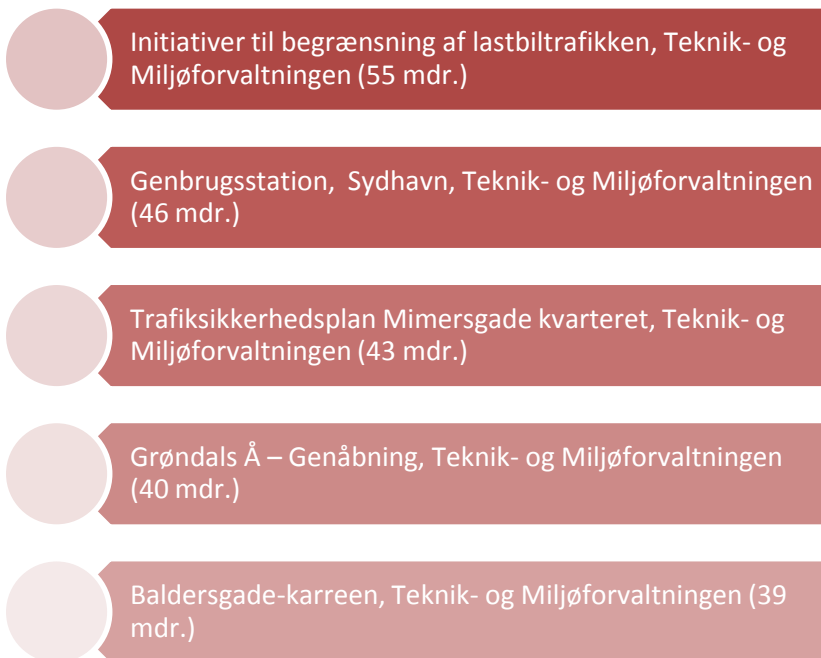 Initiativer til begrænsning af lastbiltrafikken, Teknik- og
Miljøforvaltningen (55 mdr.)
Genbrugsstation,  Sydhavn, Teknik- og Miljøforvaltningen
(46 mdr.)
Trafiksikkerhedsplan Mimersgade kvarteret, Teknik- og
Miljøforvaltningen (43 mdr.)
Grøndals Å – Genåbning, Teknik- og Miljøforvaltningen
(40 mdr.)
Baldersgade-karreen, Teknik- og Miljøforvaltningen (39
mdr.)